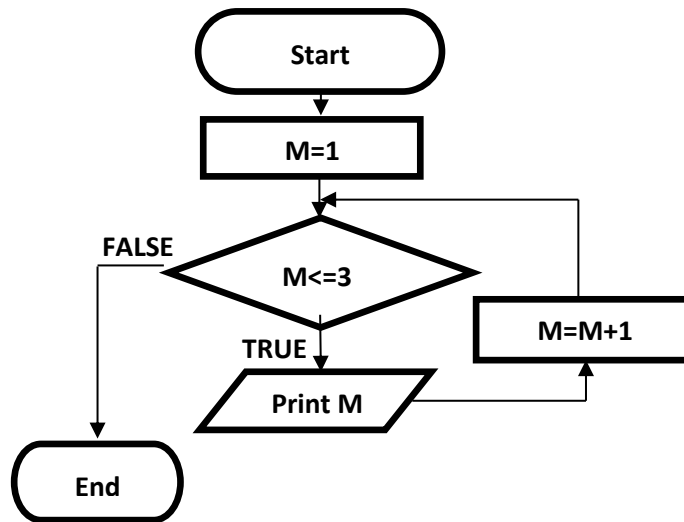 Start
M=1
FALSE
M<=3
M=M+1
TRUE
Print M
End